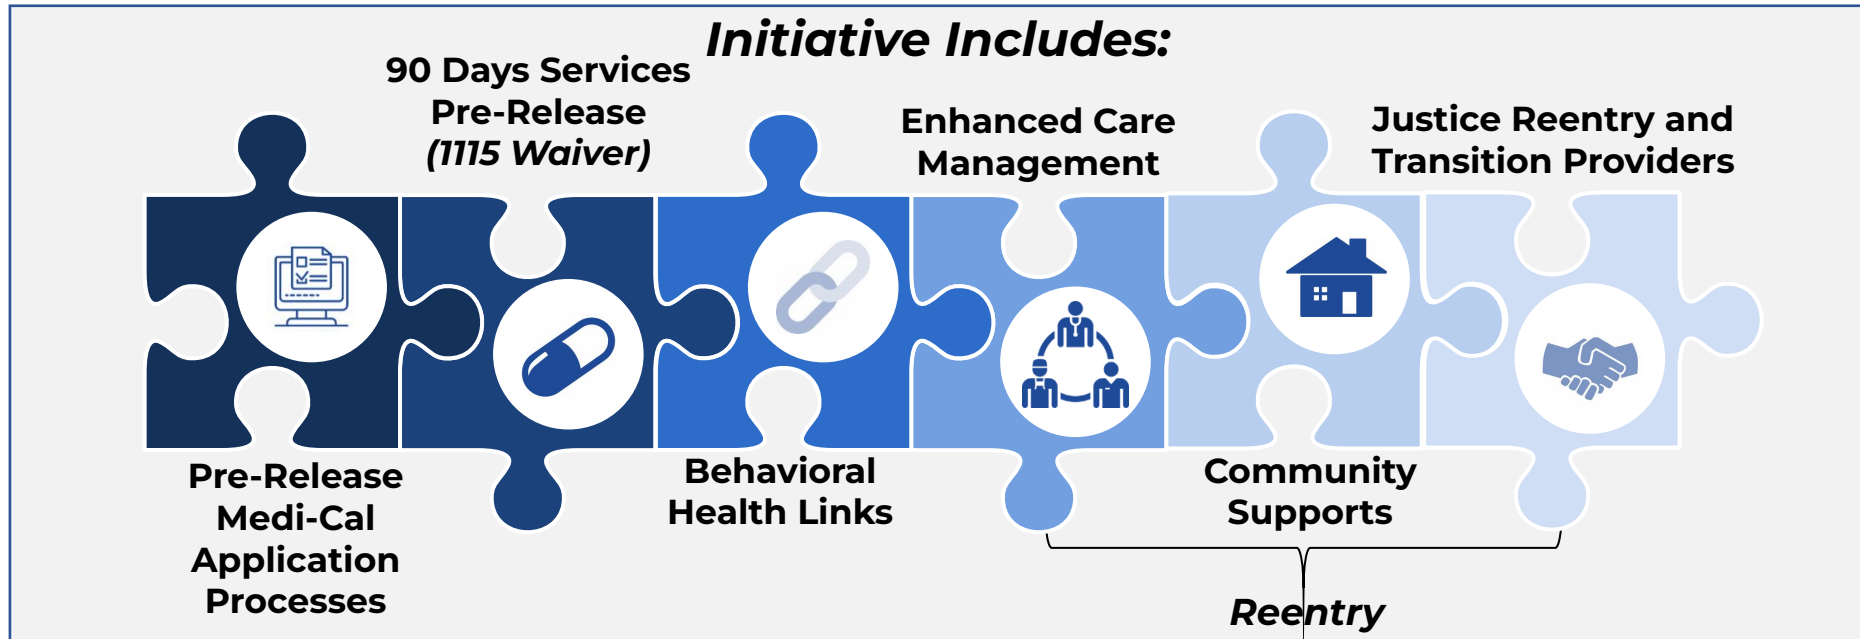 Initiative Includes:
90 Days Services
Pre-Release
(1115 Waiver)
Enhanced Care
Management
Justice Reentry and
Transition Providers
Pre-Release
Medi-Cal
Application
Processes
Behavioral
Health Links
Community
Supports
Reentry